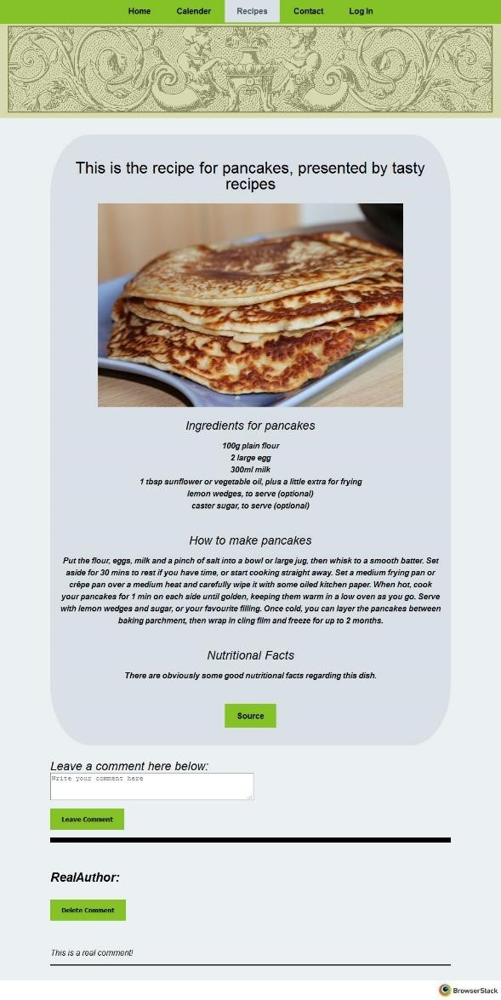 Home Calender Recipes Contact Log In
This is the recipe for pancakes, presented by tasty
recipes
Ingredients for pancakes
100g plain flour
2 large egg
300ml milk
1 tbsp sunflower or vegetable oil, plus a little extra for frying
lemon wedges, to serve (optional)
caster sugar, to serve (optional)
How to make pancakes
Put the flour, eggs, milk and a pinch of salt into a bowl or large jug, then whisk to a smooth batter. Set
aside for 30 mins to rest if you have time, or start cooking straight away. Set a medium frying pan or
crêpe pan over a medium heat and carefully wipe it with some oiled kitchen paper. When hot, cook
your pancakes for 1 min on each side until golden, keeping them warm in a low oven as you go. Serve
with lemon wedges and sugar, or your favourite filling. Once cold, you can layer the pancakes between
baking parchment, then wrap in cling film and freeze for up to 2 months.
Nutritional Facts
There are obviously some good nutritional facts regarding this dish.
Source
Leave a comment here below:
Write your comment here
Leave Comment
RealAuthor:
Delete Comment
This is a real comment!
BrowserStack